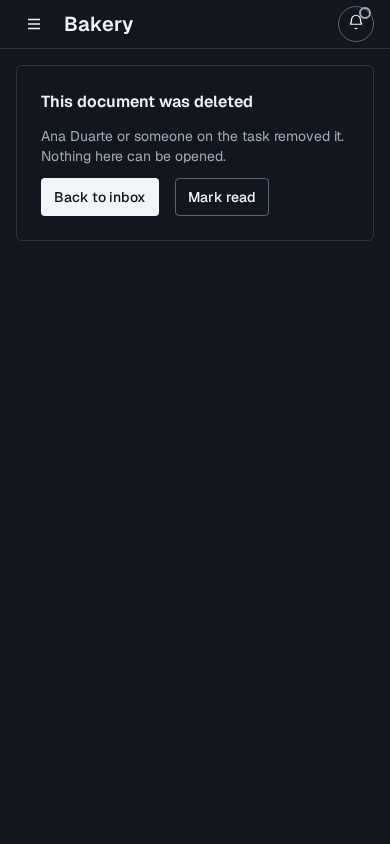 Bakery
This document was deleted
Ana Duarte or someone on the task removed it.
Nothing here can be opened.
Back to inbox
Mark read